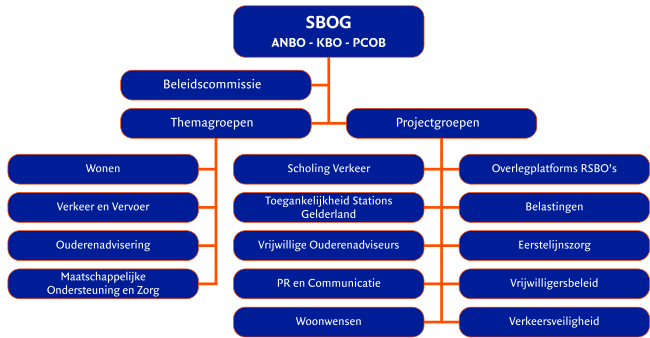 SBOG
ANBO - KBO - PCOB
Beleidscommissie
Themagroepen
Projectgroepen
Wonen
Scholing Verkeer
Overlegplatforms RSBO's
Verkeer en Vervoer
Toegankelijkheid Stations
Gelderland
Belastingen
Ouderenadvisering
Vrijwillige Ouderenadviseurs
Eerstelijnszorg
Maatschappelijke
Ondersteuning en Zorg
PR en Communicatie
Vrijwilligersbeleid
Woonwensen
Verkeersveiligheid